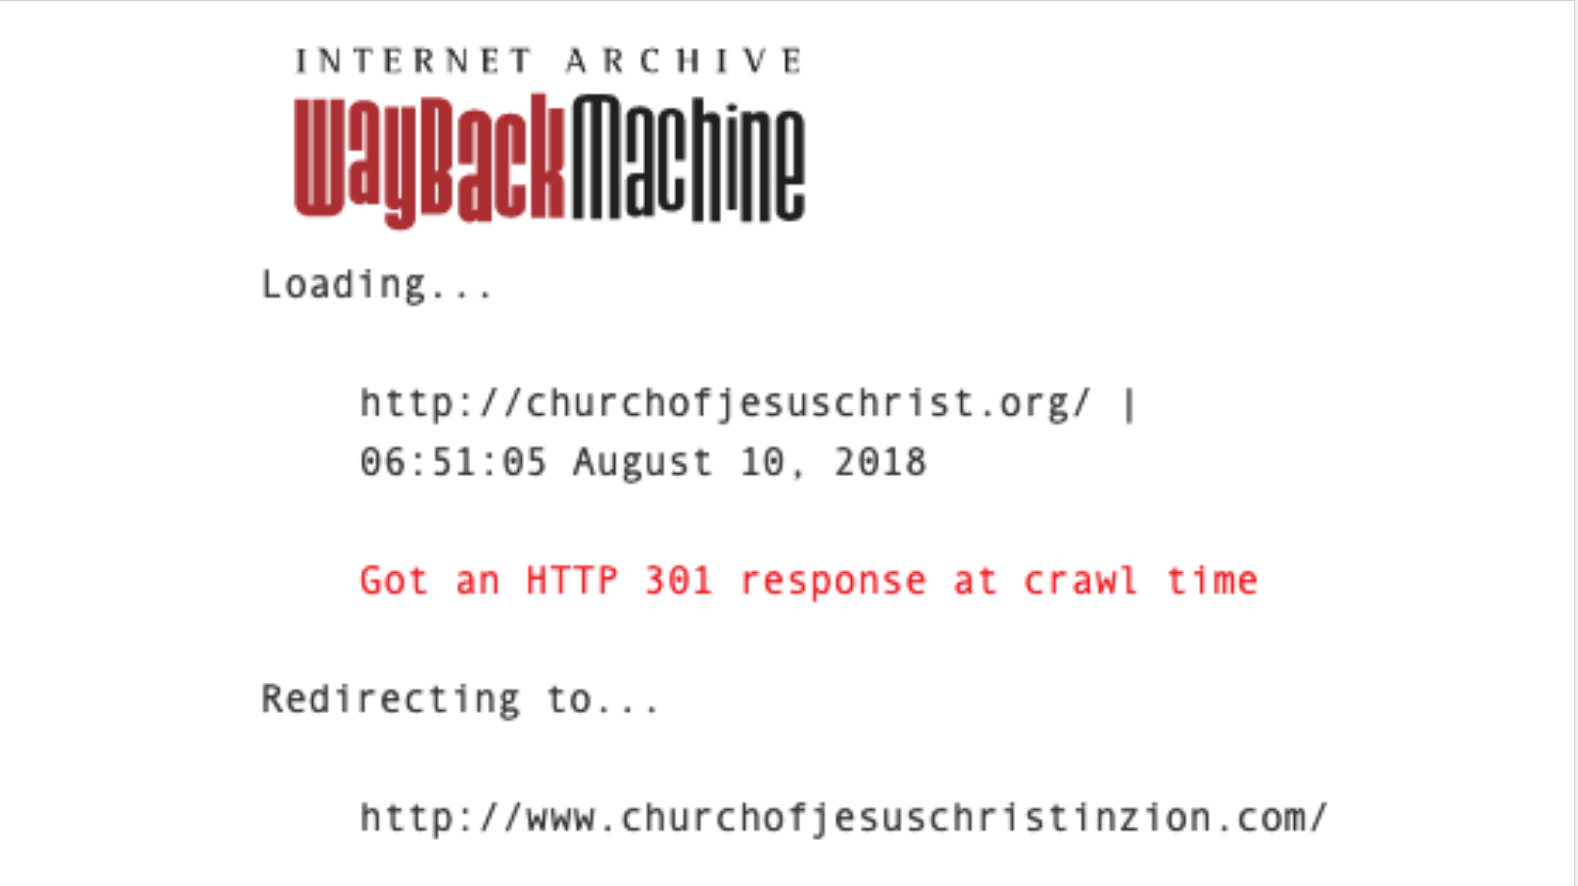 INTERNET ARCHIVE
WayBackMachine
Loading...
http://churchofjesuschrist.org/ |
06:51:05 August 10, 2018
Got an HTTP 301 response at crawl time
Redirecting to...
http://www.churchofjesuschristinzion.com/